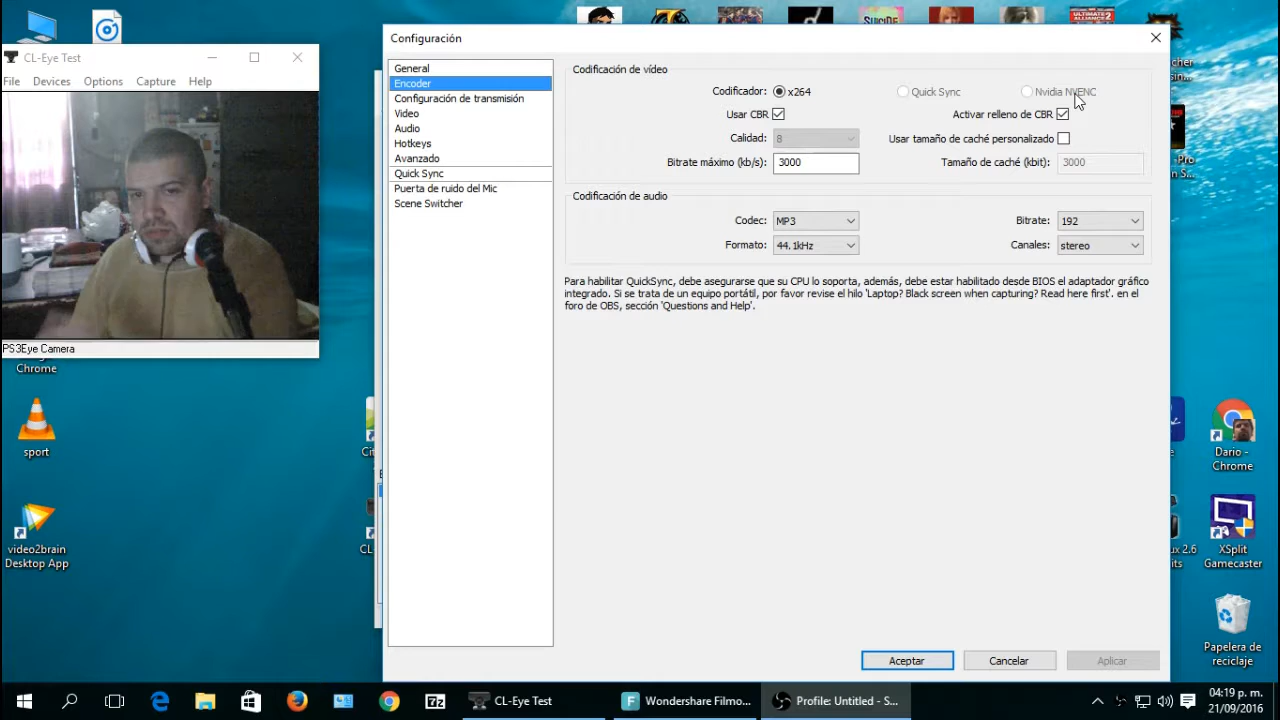 CL-Eye Test
File Devices Options Capture Help
PS3Eye Camera
Configuración
General
Encoder
Configuración de transmisión
Video
Audio
Hotkeys
Avanzado
Quick Sync
Puerta de ruido del Mic
Scene Switcher
Codificación de vídeo
Codificador: x264 Quick Sync Nvidia NVENC
Usar CBR Activar relleno de CBR
Calidad: 8 Usar tamaño de caché personalizado
Bitrate máximo (kb/s): 3000 Tamaño de caché (kbit): 3000
Codificación de audio
Codec: MP3 Bitrate: 192
Formato: 44.1kHz Canales: stereo
Para habilitar QuickSync, debe asegurarse que su CPU lo soporta, además, debe estar habilitado desde BIOS el adaptador gráfico
integrado. Si se trata de un equipo portátil, por favor revise el hilo 'Laptop? Black screen when capturing? Read here first'. en el
foro de OBS, sección 'Questions and Help'.
Aceptar Cancelar Aplicar
SUICIDE
ULTIMATE
ALLIANCE 2
Chrome
sport
video2brain
Desktop App
Dario -
Chrome
XSplit
Gamecaster
Papelera de
reciclaje
CL-Eye Test
Wondershare Filmo...
Profile: Untitled - S...
04:19 p. m.
21/09/2016